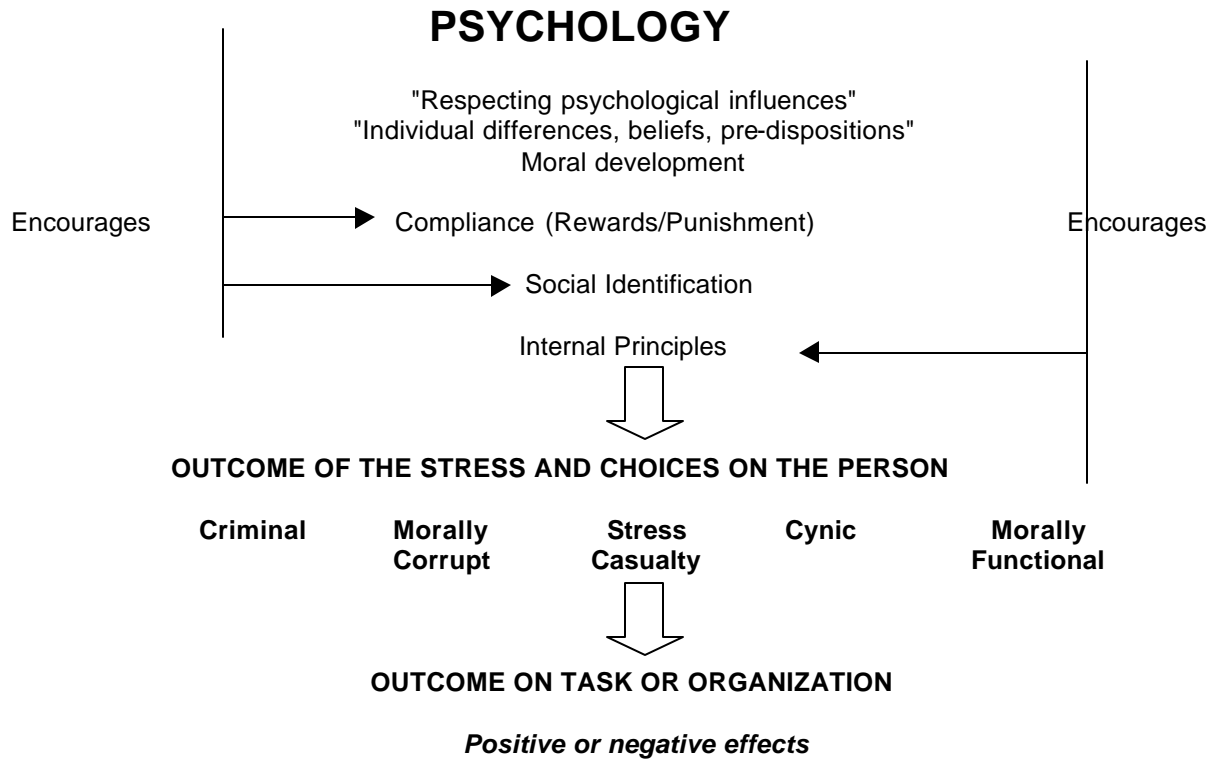 PSYCHOLOGY
"Respecting psychological influences"
"Individual differences, beliefs, pre-dispositions"
Moral development
Encourages
Compliance (Rewards/Punishment)
Encourages
Social Identification
Internal Principles
OUTCOME OF THE STRESS AND CHOICES ON THE PERSON
Criminal
Morally
Corrupt
Stress
Casualty
Cynic
Morally
Functional
OUTCOME ON TASK OR ORGANIZATION
Positive or negative effects